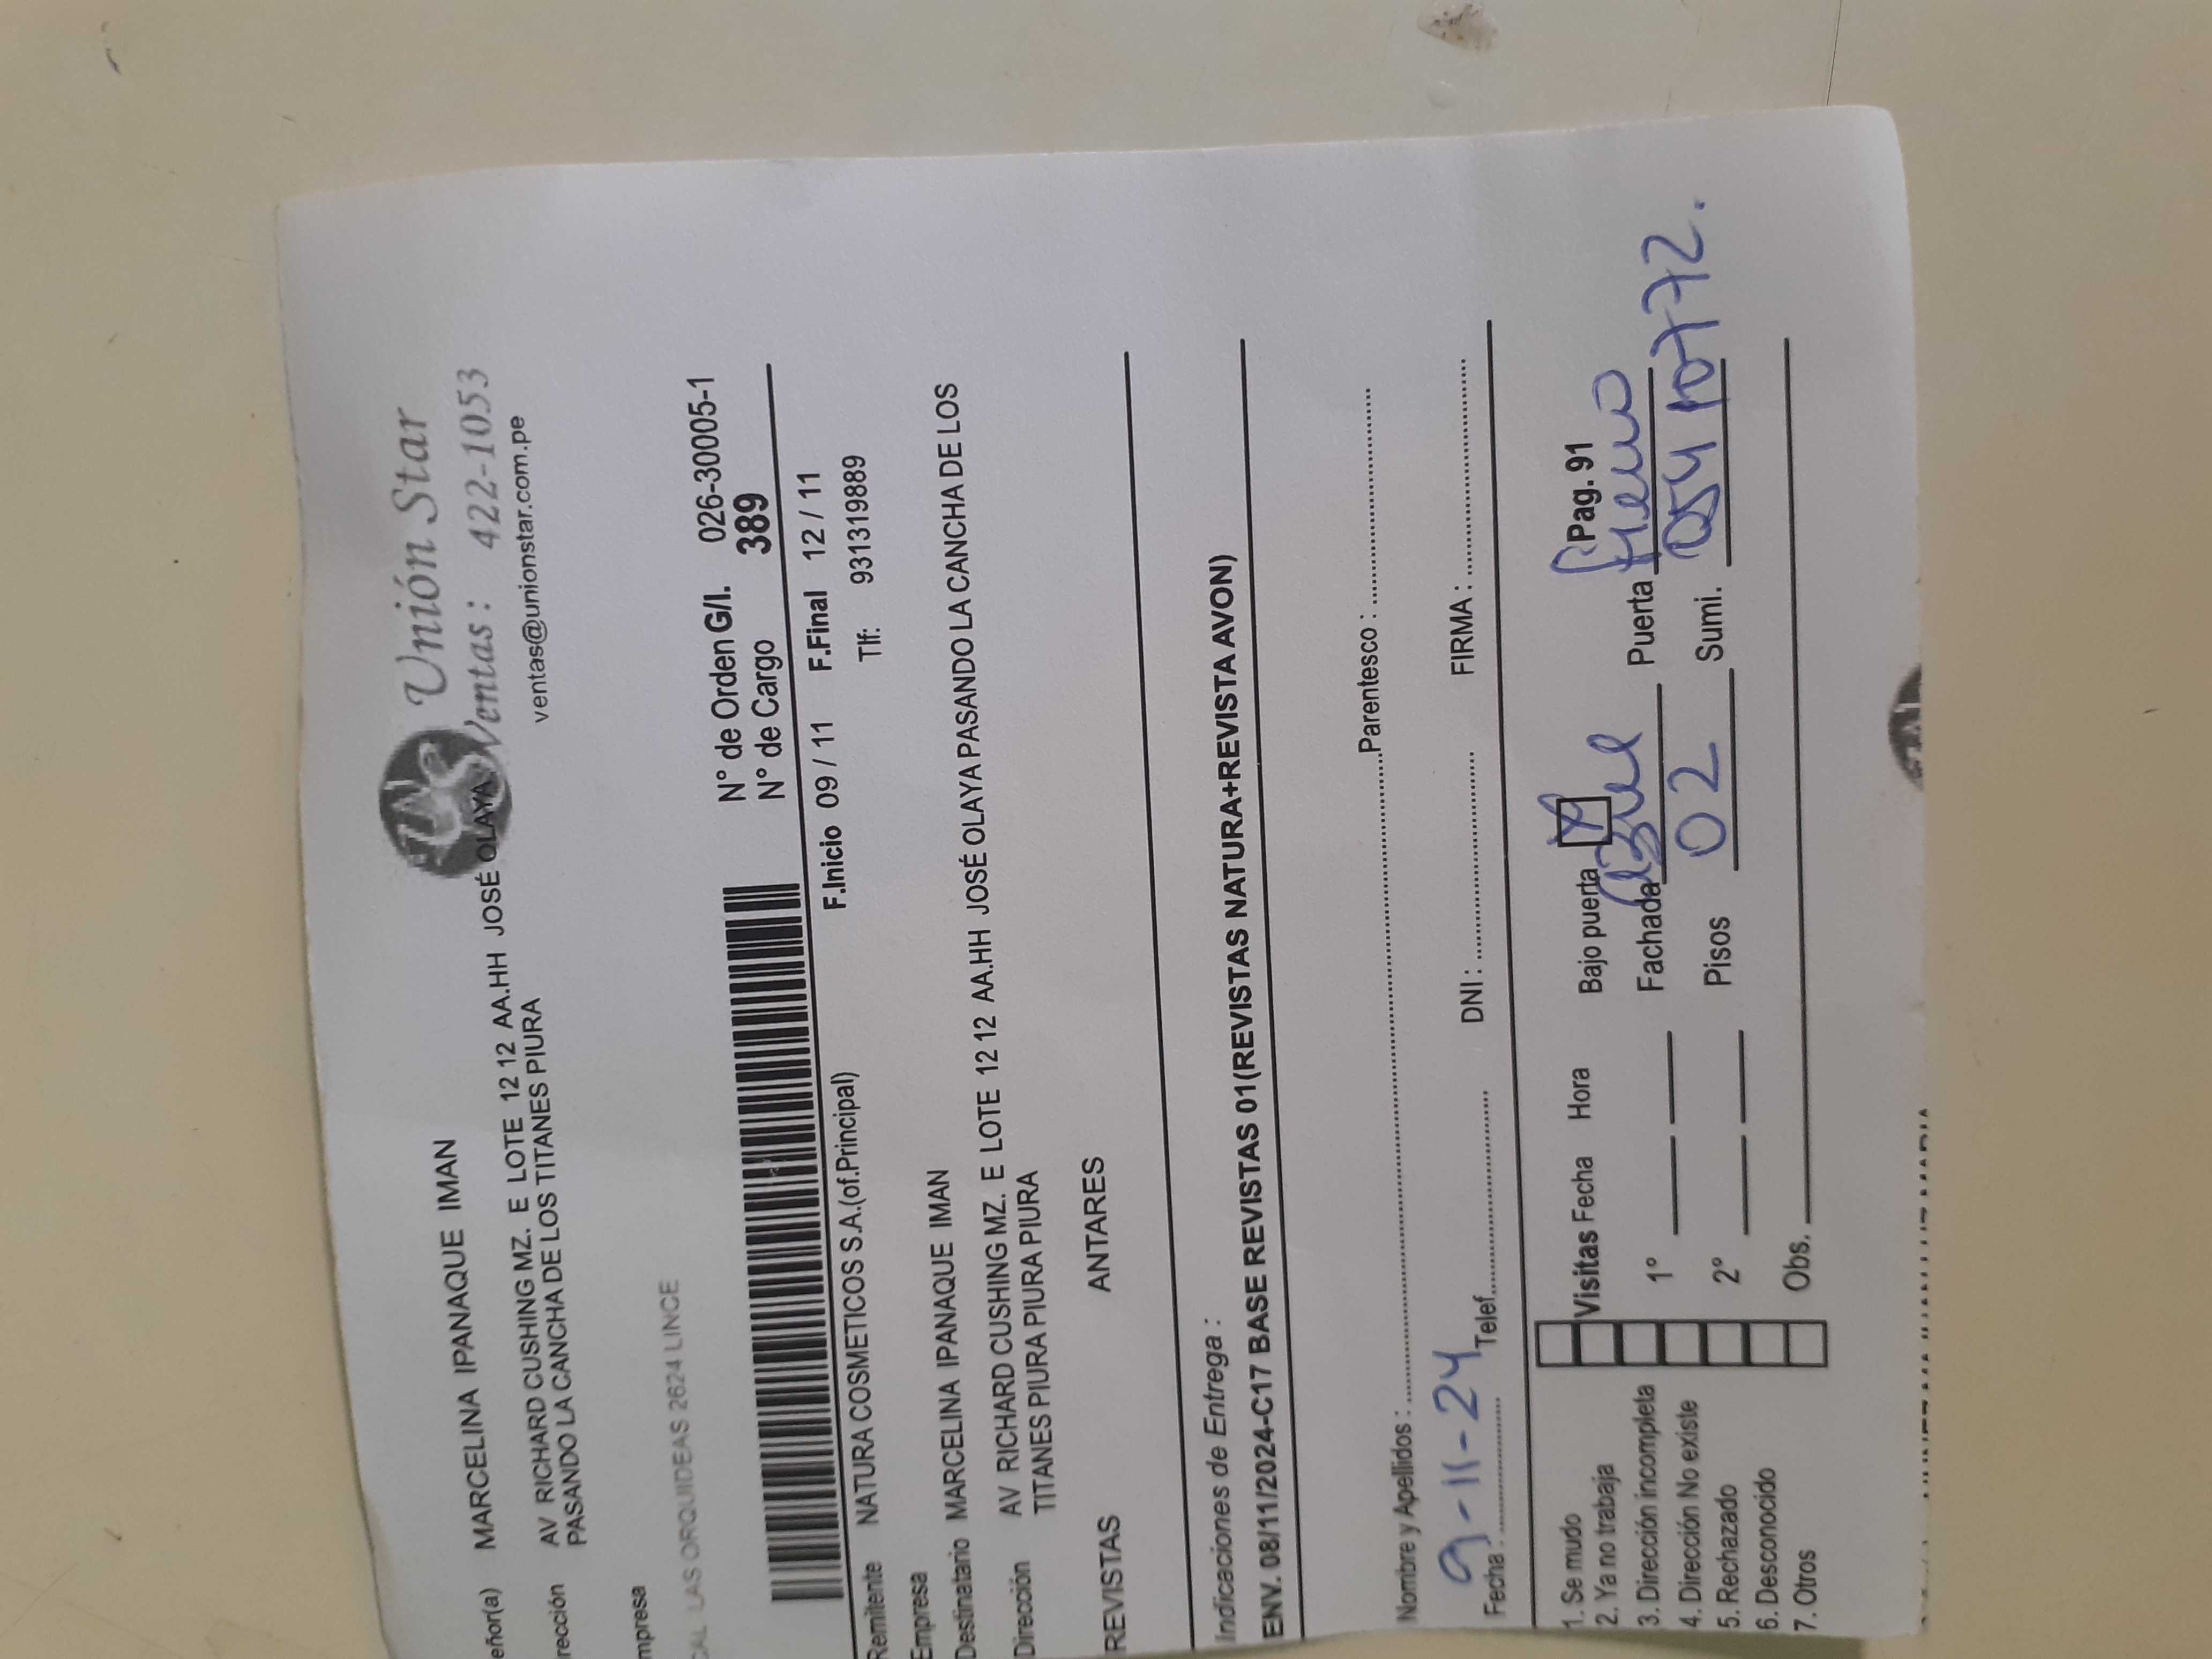 Unión Star
Ventas: 422-1053
ventas@unionstar.com.pe
eñor(a) MARCELINA IPANAQUE IMAN
rección AV RICHARD CUSHING MZ. E LOTE 12 12 AA.HH JOSÉ OLAYA
PASANDO LA CANCHA DE LOS TITANES PIURA
mpresa
CAL LAS ORQUIDEAS 2624 LINCE
N° de Orden G/I. 026-30005-1
N° de Cargo 389
F.Inicio 09 / 11 F.Final 12 / 11
Remitente NATURA COSMETICOS S.A.(of.Principal) Tlf: 931319889
Empresa
Destinatario MARCELINA IPANAQUE IMAN
Dirección AV RICHARD CUSHING MZ. E LOTE 12 12 AA.HH JOSÉ OLAYA PASANDO LA CANCHA DE LOS
TITANES PIURA PIURA PIURA
REVISTAS ANTARES
Indicaciones de Entrega :
ENV. 08/11/2024-C17 BASE REVISTAS 01(REVISTAS NATURA+REVISTA AVON)
Nombre y Apellidos : Parentesco :
Fecha : 9-11-24 Telef. DNI : FIRMA :
1. Se mudo
2. Ya no trabaja
3. Dirección incompleta
4. Dirección No existe
5. Rechazado
6. Desconocido
7. Otros
Visitas Fecha Hora
1°
2°
Obs.
Bajo puerta Pag. 91
Fachada azul Puerta fierro
Pisos 02 Sumi. 05410772.